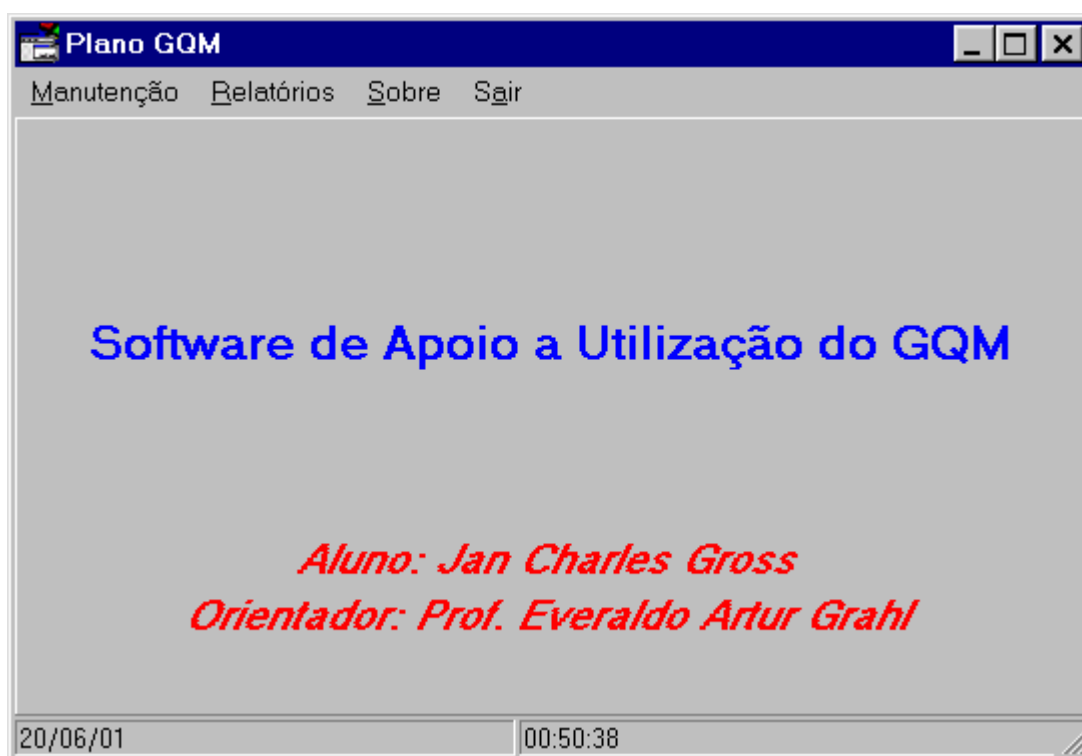 Plano GQM
Manutenção Relatórios Sobre Sair
Software de Apoio a Utilização do GQM
Aluno: Jan Charles Gross
Orientador: Prof. Everaldo Artur Grahl
20/06/01 00:50:38